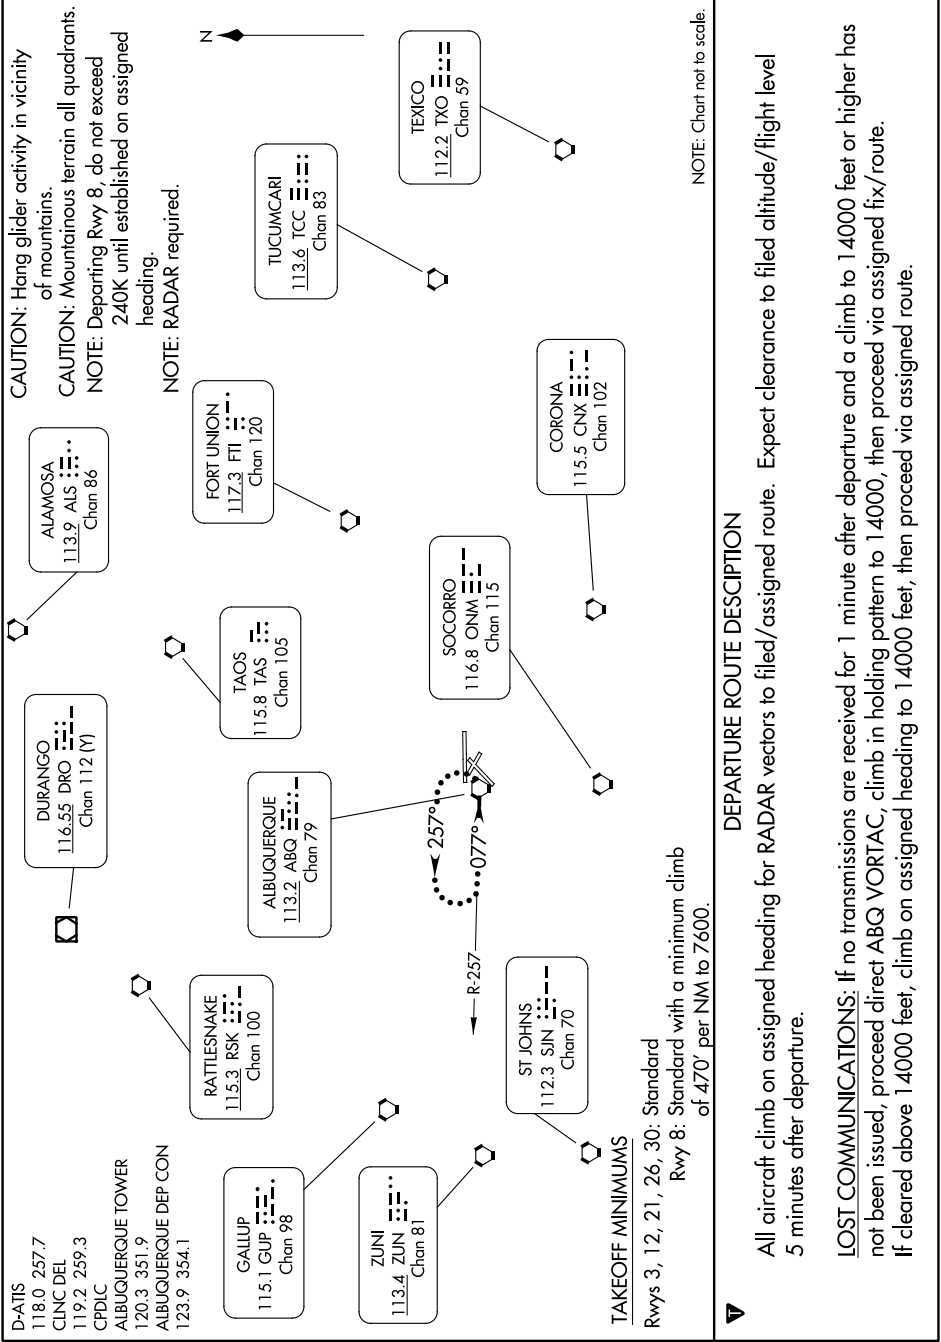 D-ATIS
118.0 257.7
CLNC DEL
119.2 259.3
CPDLC
ALBUQUERQUE TOWER
120.3 351.9
ALBUQUERQUE DEP CON
123.9 354.1
DURANGO
116.55 DRO
Chan 112 (Y)
ALAMOSA
113.9 ALS
Chan 86
CAUTION: Hang glider activity in vicinity
of mountains.
CAUTION: Mountainous terrain all quadrants.
NOTE: Departing Rwy 8, do not exceed
240K until established on assigned
heading.
NOTE: RADAR required.
RATTLESNAKE
115.3 RSK
Chan 100
TAOS
115.8 TAS
Chan 105
FORT UNION
117.3 FTI
Chan 120
N
GALLUP
115.1 GUP
Chan 98
ALBUQUERQUE
113.2 ABQ
Chan 79
TUCUMCARI
113.6 TCC
Chan 83
ZUNI
113.4 ZUN
Chan 81
R-257
257°
077°
SOCORRO
116.8 ONM
Chan 115
TEXICO
112.2 TXO
Chan 59
ST JOHNS
112.3 SJN
Chan 70
CORONA
115.5 CNX
Chan 102
TAKEOFF MINIMUMS
Rwys 3, 12, 21, 26, 30: Standard
Rwy 8: Standard with a minimum climb
of 470' per NM to 7600.
NOTE: Chart not to scale.
T
DEPARTURE ROUTE DESCIPTION
All aircraft climb on assigned heading for RADAR vectors to filed/assigned route. Expect clearance to filed altitude/flight level
5 minutes after departure.
LOST COMMUNICATIONS: If no transmissions are received for 1 minute after departure and a climb to 14000 feet or higher has
not been issued, proceed direct ABQ VORTAC, climb in holding pattern to 14000, then proceed via assigned fix/route.
If cleared above 14000 feet, climb on assigned heading to 14000 feet, then proceed via assigned route.